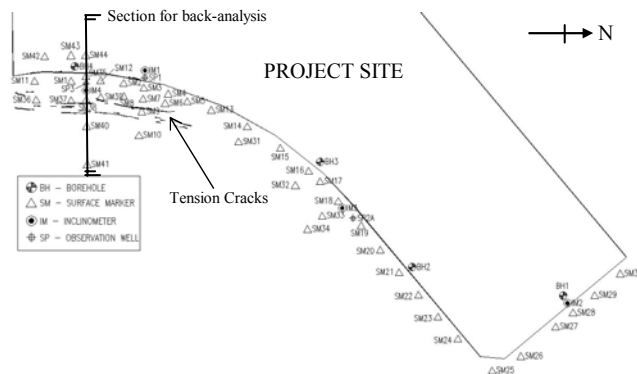 Section for back-analysis
N
SM43
SM42
SM44
BH4
SM12
IM1
SP1
SM11
SM1
SM3
SM4
SP3
IM4
SM36
SM37
SM39
SM7
SM6
SM5
SM13
PROJECT SITE
SM40
SM10
SM14
SM31
SM15
SM41
Tension Cracks
BH3
SM16
SM17
SM32
SM18
SM33
SP2A
SM34
SM19
SM20
SM21
BH2
SM22
SM23
SM24
SM25
SM26
SM27
SM28
SM29
BH1
IM2
BH – BOREHOLE
SM – SURFACE MARKER
IM – INCLINOMETER
SP – OBSERVATION WELL